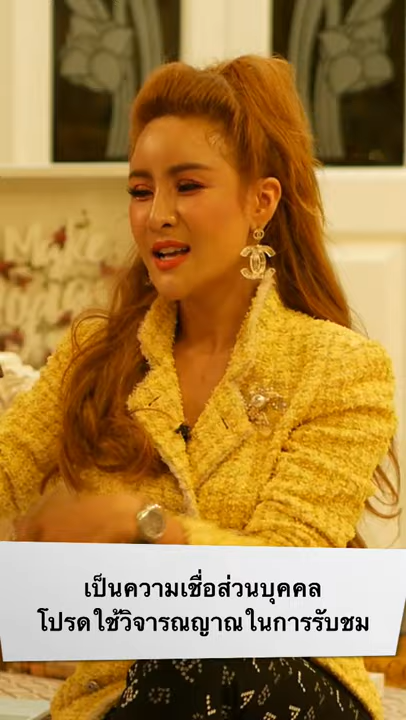 Make
today
เป็นความเชื่อส่วนบุคคล
โปรดใช้วิจารณญาณในการรับชม